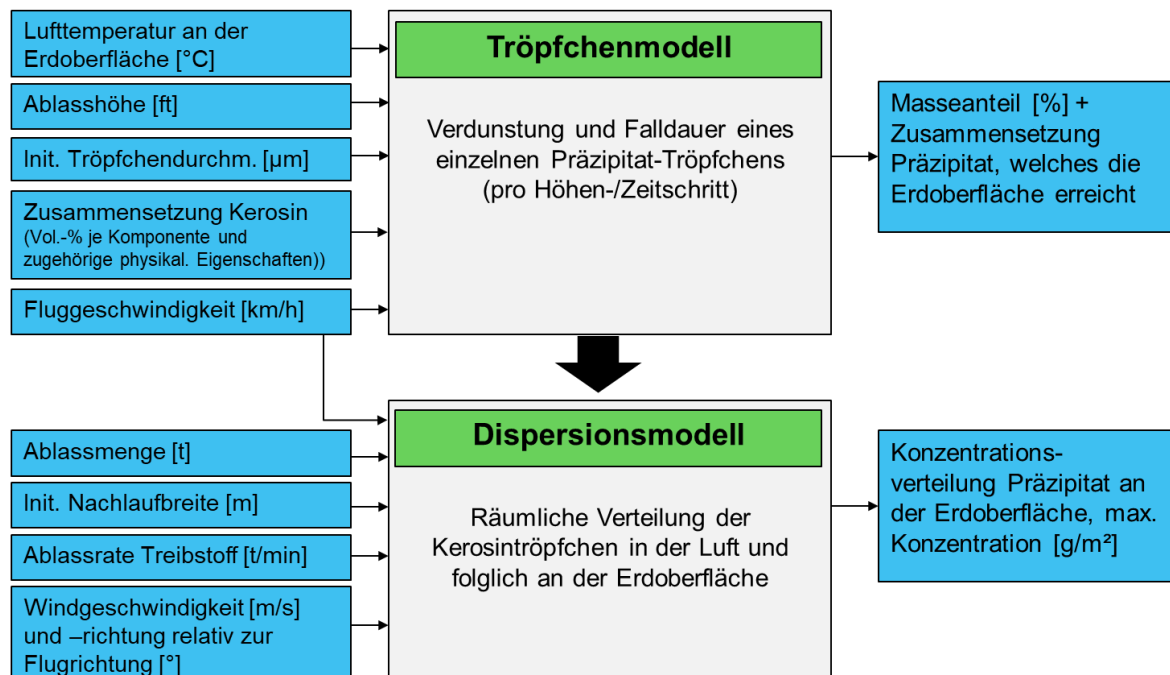 Lufttemperatur an der
Erdoberfläche [°C]
Ablasshöhe [ft]
Init. Tröpfchendurchm. [µm]
Zusammensetzung Kerosin
(Vol.-% je Komponente und
zugehörige physikal. Eigenschaften))
Fluggeschwindigkeit [km/h]
Tröpfchenmodell
Verdunstung und Falldauer eines
einzelnen Präzipitat-Tröpfchens
(pro Höhen-/Zeitschritt)
Masseanteil [%] +
Zusammensetzung
Präzipitat, welches die
Erdoberfläche erreicht
Ablassmenge [t]
Init. Nachlaufbreite [m]
Ablassrate Treibstoff [t/min]
Windgeschwindigkeit [m/s]
und –richtung relativ zur
Flugrichtung [°]
Dispersionsmodell
Räumliche Verteilung der
Kerosintröpfchen in der Luft und
folglich an der Erdoberfläche
Konzentrations-
verteilung Präzipitat an
der Erdoberfläche, max.
Konzentration [g/m²]